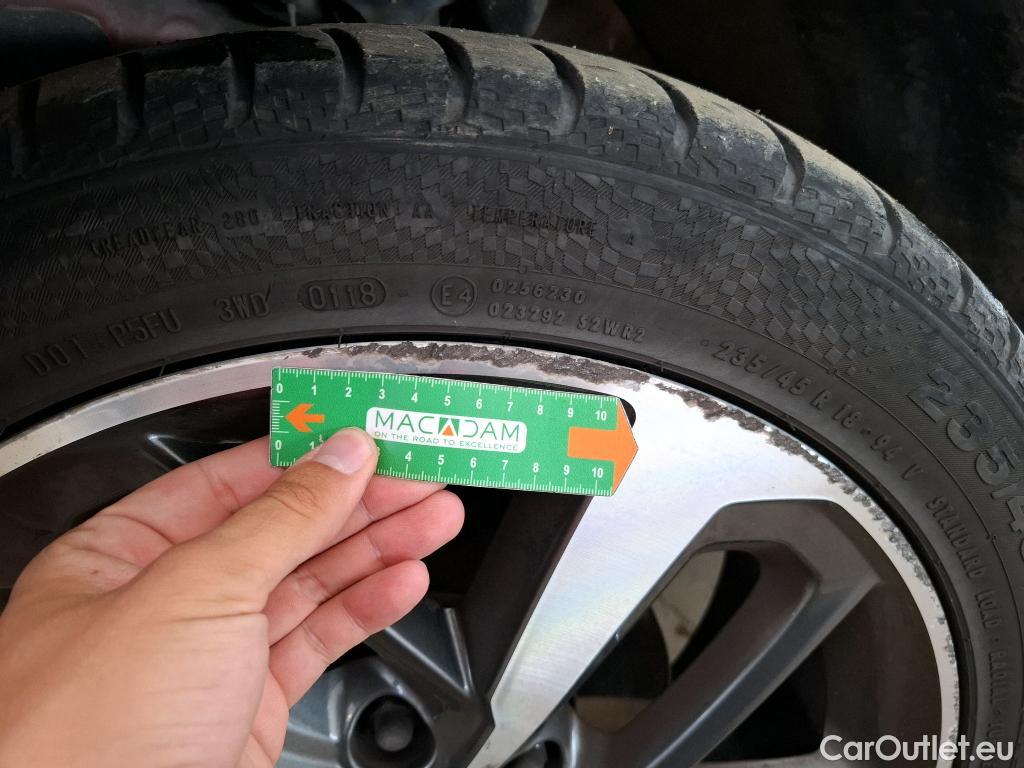 TREADWEAR 280 TRACTION AA TEMPERATURE A
DOT P5FU 3WD 0118 E4 0256230
023292 S2WR2
235/45 R 18 - 94 V
235/4
STANDARD LOAD - RADIAL
0 1 2 3 4 5 6 7 8 9 10
MACADAM
ON THE ROAD TO EXCELLENCE
0 1 4 5 6 7 8 9 10
CarOutlet.eu